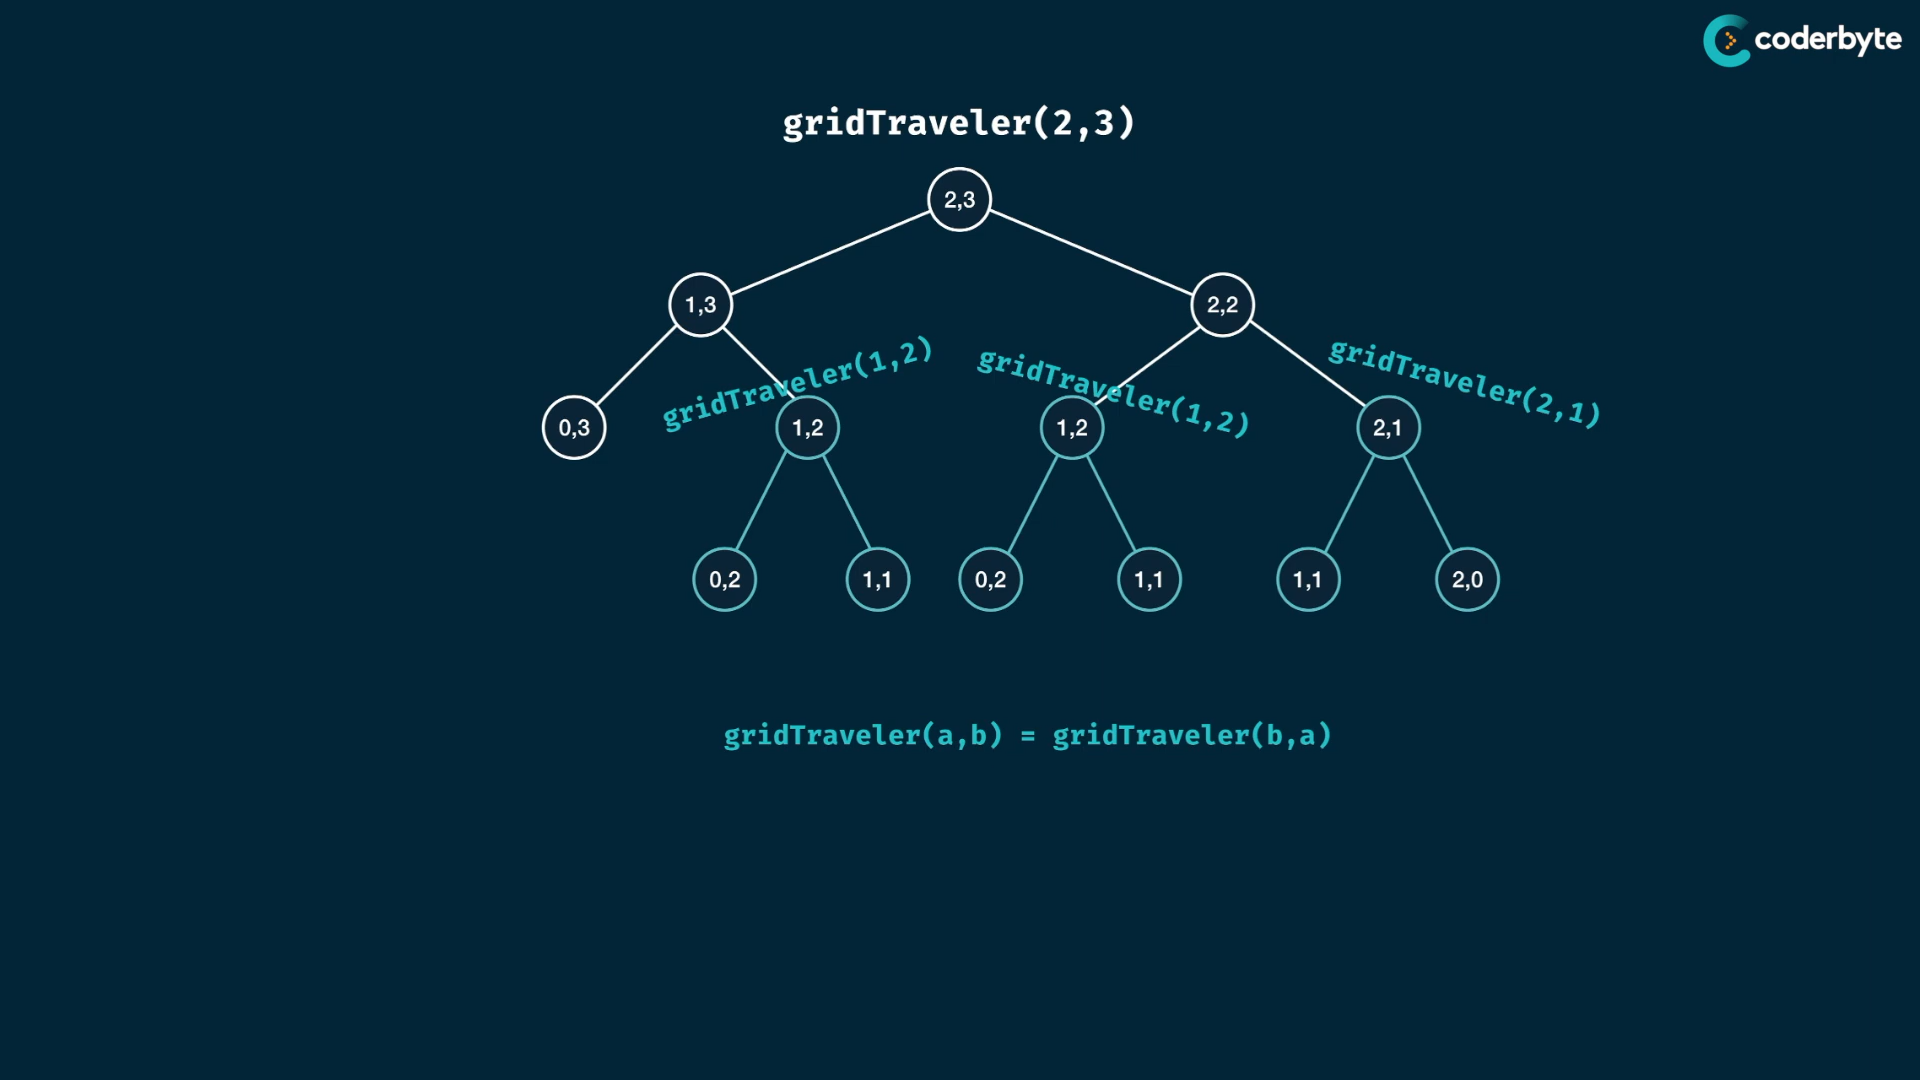 coderbyte
gridTraveler(2,3)
2,3
1,3
2,2
gridTraveler(1,2)
gridTraveler(1,2)
gridTraveler(2,1)
0,3
1,2
1,2
2,1
0,2
1,1
0,2
1,1
1,1
2,0
gridTraveler(a,b) = gridTraveler(b,a)